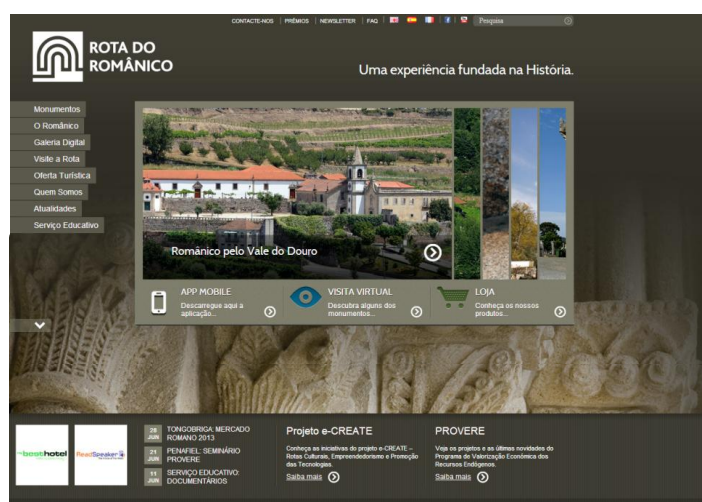 CONTACTE-NOS | PRÉMIOS | NEWSLETTER | FAQ
Pesquisa
ROTA DO
ROMÂNICO
Uma experiência fundada na História.
Monumentos
O Românico
Galeria Digital
Visite a Rota
Oferta Turística
Quem Somos
Atualidades
Serviço Educativo
Românico pelo Vale do Douro
APP MOBILE
Descarregue aqui a
aplicação...
VISITA VIRTUAL
Descubra alguns dos
monumentos...
LOJA
Conheça os nossos
produtos...
besthotel
ReadSpeaker
28
JUN
TONGOBRIGA: MERCADO
ROMANO 2013
21
JUN
PENAFIEL: SEMINÁRIO
PROVERE
11
JUN
SERVIÇO EDUCATIVO:
DOCUMENTÁRIOS
Projeto e-CREATE
Conheça as iniciativas do projeto e-CREATE –
Rotas Culturais, Empreendedorismo e Promoção
das Tecnologias.
Saiba mais
PROVERE
Veja os projetos e as últimas novidades do
Programa de Valorização Económica dos
Recursos Endógenos.
Saiba mais